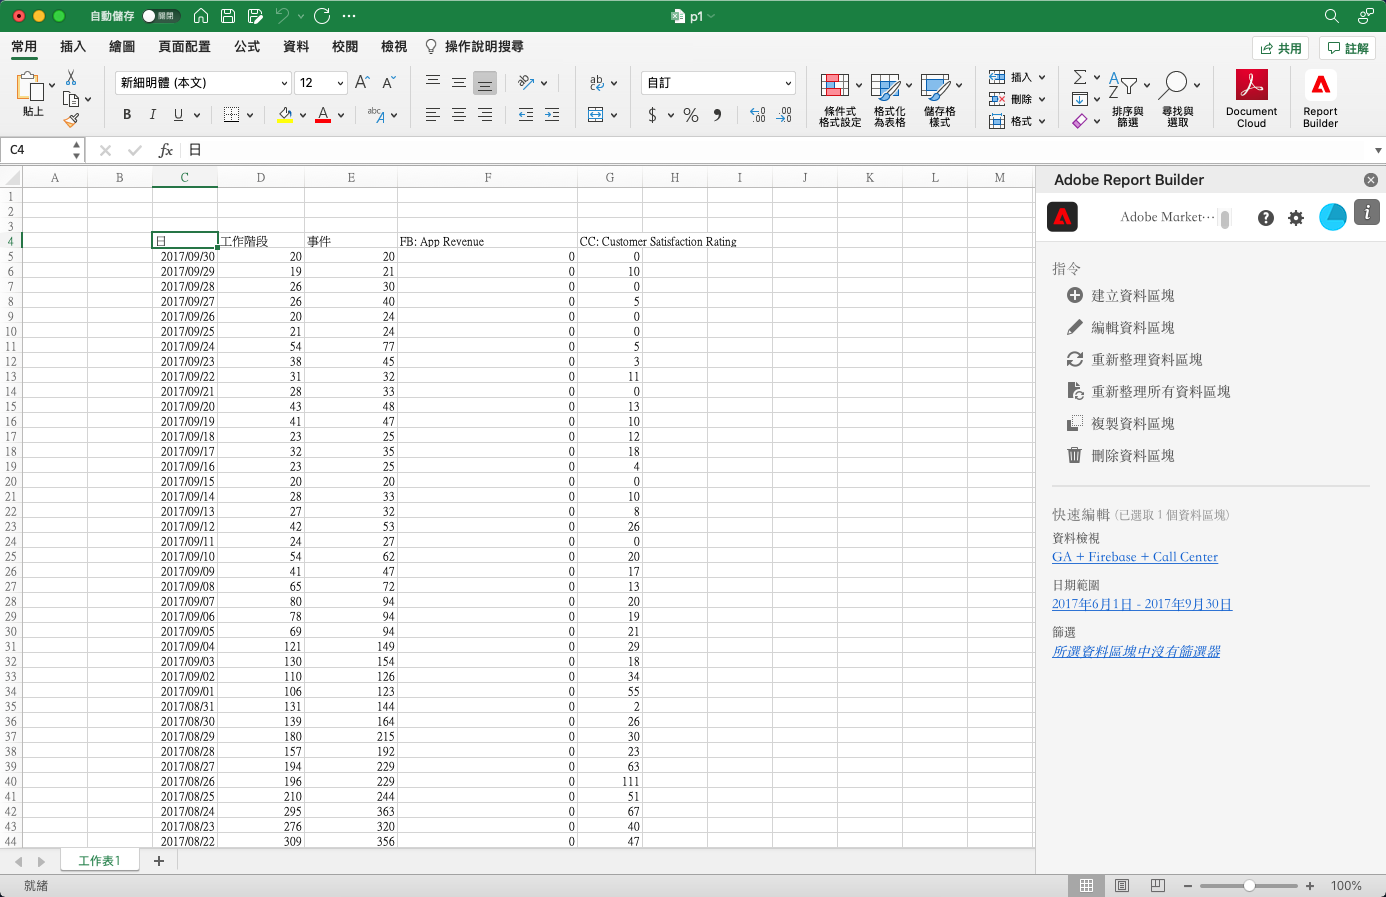 自動儲存 關閉 p1
常用 插入 繪圖 頁面配置 公式 資料 校閱 檢視 操作說明搜尋 共用 註解
貼上 新細明體 (本文) 12 自訂 條件式格式設定 格式化為表格 儲存格樣式 插入 刪除 格式 排序與篩選 尋找與選取 Document Cloud Report Builder
C4 fx 日
A B C D E F G H I J K L M
1
2
3
4 日 工作階段 事件 FB: App Revenue CC: Customer Satisfaction Rating
5 2017/09/30 20 20 0 0
6 2017/09/29 19 21 0 10
7 2017/09/28 26 30 0 0
8 2017/09/27 26 40 0 5
9 2017/09/26 20 24 0 0
10 2017/09/25 21 24 0 0
11 2017/09/24 54 77 0 5
12 2017/09/23 38 45 0 3
13 2017/09/22 31 32 0 11
14 2017/09/21 28 33 0 0
15 2017/09/20 43 48 0 13
16 2017/09/19 41 47 0 10
17 2017/09/18 23 25 0 12
18 2017/09/17 32 35 0 18
19 2017/09/16 23 25 0 4
20 2017/09/15 20 20 0 0
21 2017/09/14 28 33 0 10
22 2017/09/13 27 32 0 8
23 2017/09/12 42 53 0 26
24 2017/09/11 24 27 0 0
25 2017/09/10 54 62 0 20
26 2017/09/09 41 47 0 17
27 2017/09/08 65 72 0 13
28 2017/09/07 80 94 0 20
29 2017/09/06 78 94 0 19
30 2017/09/05 69 94 0 21
31 2017/09/04 121 149 0 29
32 2017/09/03 130 154 0 18
33 2017/09/02 110 126 0 34
34 2017/09/01 106 123 0 55
35 2017/08/31 131 144 0 2
36 2017/08/30 139 164 0 26
37 2017/08/29 180 215 0 30
38 2017/08/28 157 192 0 23
39 2017/08/27 194 229 0 63
40 2017/08/26 196 229 0 111
41 2017/08/25 210 244 0 51
42 2017/08/24 295 363 0 67
43 2017/08/23 276 320 0 40
44 2017/08/22 309 356 0 47
工作表1
就緒 100%
Adobe Report Builder
Adobe Market···
指令
建立資料區塊
編輯資料區塊
重新整理資料區塊
重新整理所有資料區塊
複製資料區塊
刪除資料區塊
快速編輯 (已選取 1 個資料區塊)
資料檢視
GA + Firebase + Call Center
日期範圍
2017年6月1日 - 2017年9月30日
篩選
所選資料區塊中沒有篩選器